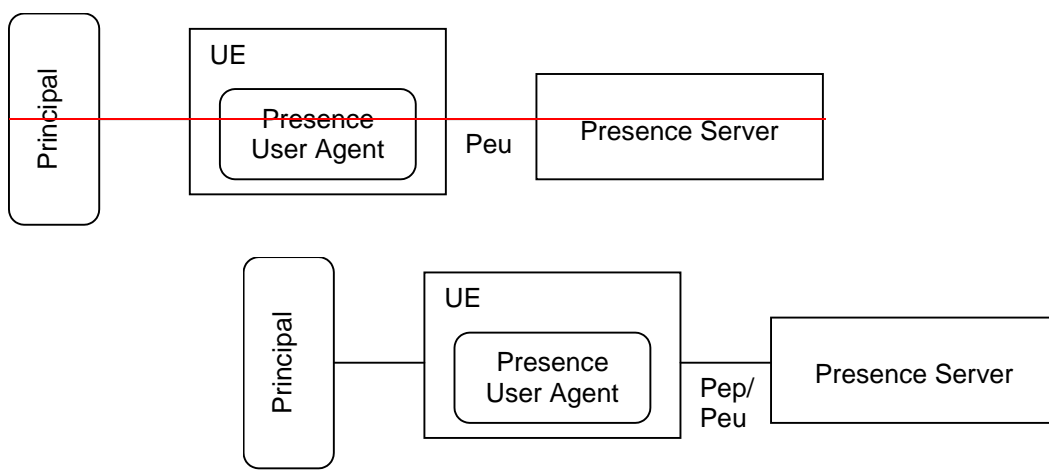 Principal
UE
Presence
User Agent
Peu
Presence Server
Principal
UE
Presence
User Agent
Pep/
Peu
Presence Server